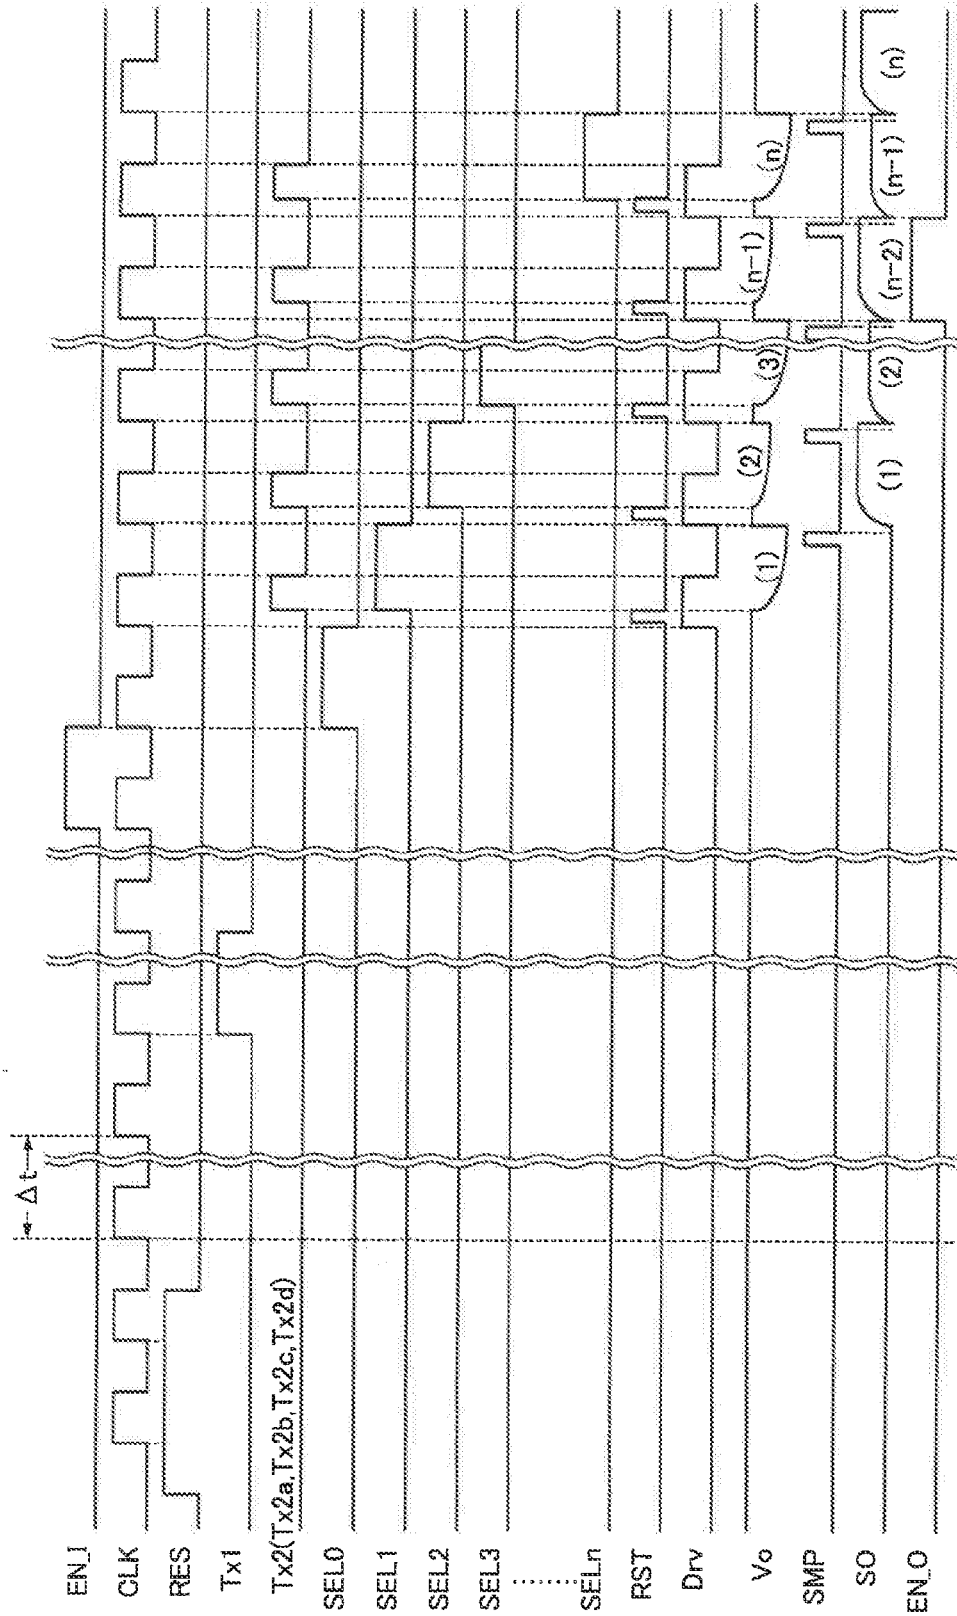 Δt
EN_I
CLK
RES
Tx1
Tx2(Tx2a,Tx2b,Tx2c,Tx2d)
SEL0
SEL1
SEL2
SEL3
SELn
RST
Drv
Vo
(1)
(2)
(3)
(n-1)
(n)
SMP
SO
(1)
(2)
(n-2)
(n-1)
(n)
EN_O